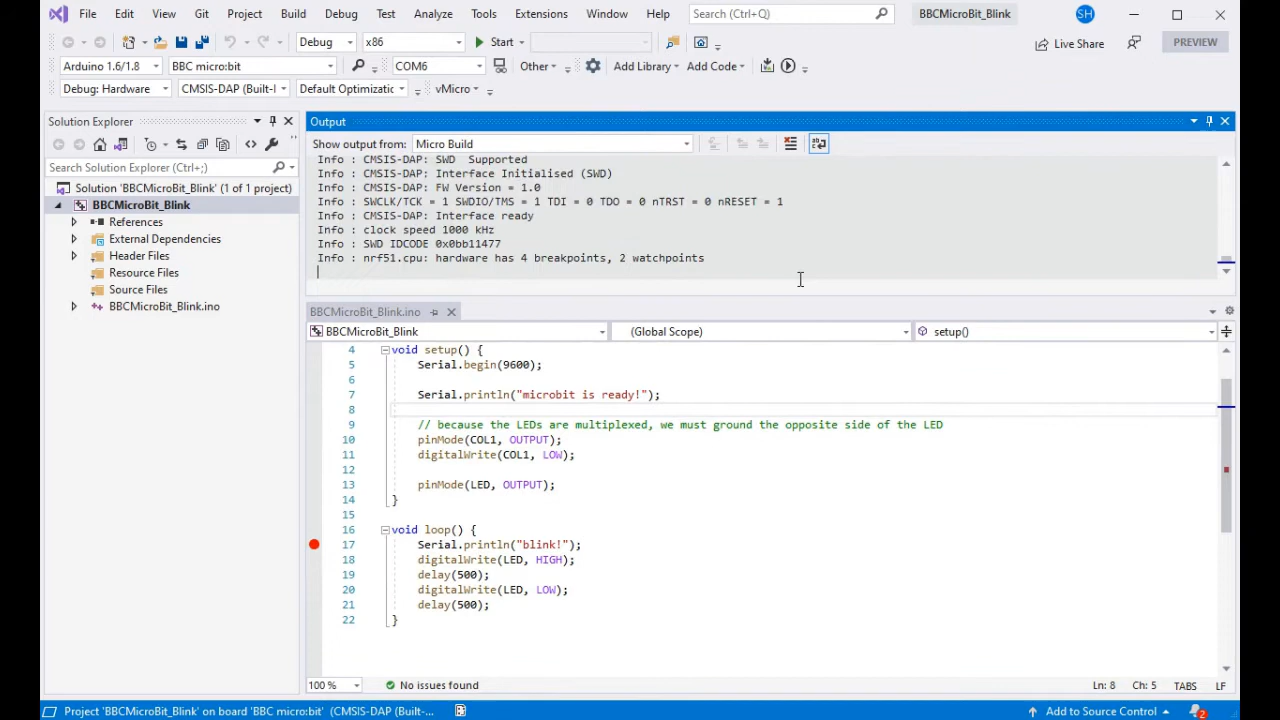 File Edit View Git Project Build Debug Test Analyze Tools Extensions Window Help Search (Ctrl+Q) BBCMicroBit_Blink SH
Debug x86 Start Live Share PREVIEW
Arduino 1.6/1.8 BBC micro:bit COM6 Other Add Library Add Code
Debug: Hardware CMSIS-DAP (Built-I Default Optimizatic vMicro
Solution Explorer
Search Solution Explorer (Ctrl+;)
Solution 'BBCMicroBit_Blink' (1 of 1 project)
BBCMicroBit_Blink
References
External Dependencies
Header Files
Resource Files
Source Files
BBCMicroBit_Blink.ino
Output
Show output from: Micro Build
Info : CMSIS-DAP: SWD  Supported
Info : CMSIS-DAP: Interface Initialised (SWD)
Info : CMSIS-DAP: FW Version = 1.0
Info : SWCLK/TCK = 1 SWDIO/TMS = 1 TDI = 0 TDO = 0 nTRST = 0 nRESET = 1
Info : CMSIS-DAP: Interface ready
Info : clock speed 1000 kHz
Info : SWD IDCODE 0x0bb11477
Info : nrf51.cpu: hardware has 4 breakpoints, 2 watchpoints
BBCMicroBit_Blink.ino
BBCMicroBit_Blink (Global Scope) setup()
4 void setup() {
5 Serial.begin(9600);
6
7 Serial.println("microbit is ready!");
8
9 // because the LEDs are multiplexed, we must ground the opposite side of the LED
10 pinMode(COL1, OUTPUT);
11 digitalWrite(COL1, LOW);
12
13 pinMode(LED, OUTPUT);
14 }
15
16 void loop() {
17 Serial.println("blink!");
18 digitalWrite(LED, HIGH);
19 delay(500);
20 digitalWrite(LED, LOW);
21 delay(500);
22 }
100 % No issues found Ln: 8 Ch: 5 TABS LF
Project 'BBCMicroBit_Blink' on board 'BBC micro:bit' (CMSIS-DAP (Built-... Add to Source Control 2